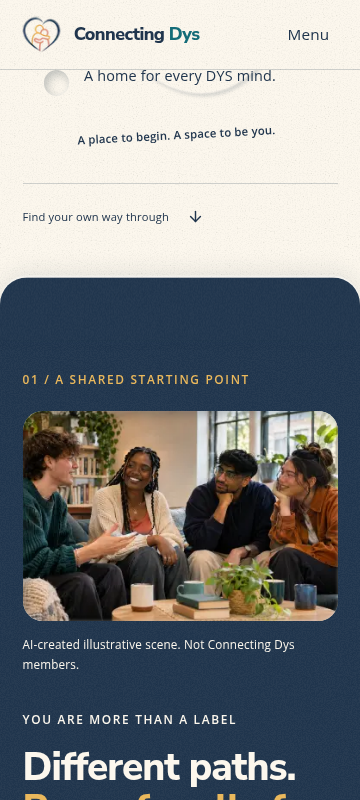 Connecting Dys
Menu
A home for every DYS mind.
A place to begin. A space to be you.
Find your own way through
01 / A SHARED STARTING POINT
AI-created illustrative scene. Not Connecting Dys
members.
YOU ARE MORE THAN A LABEL
Different paths.